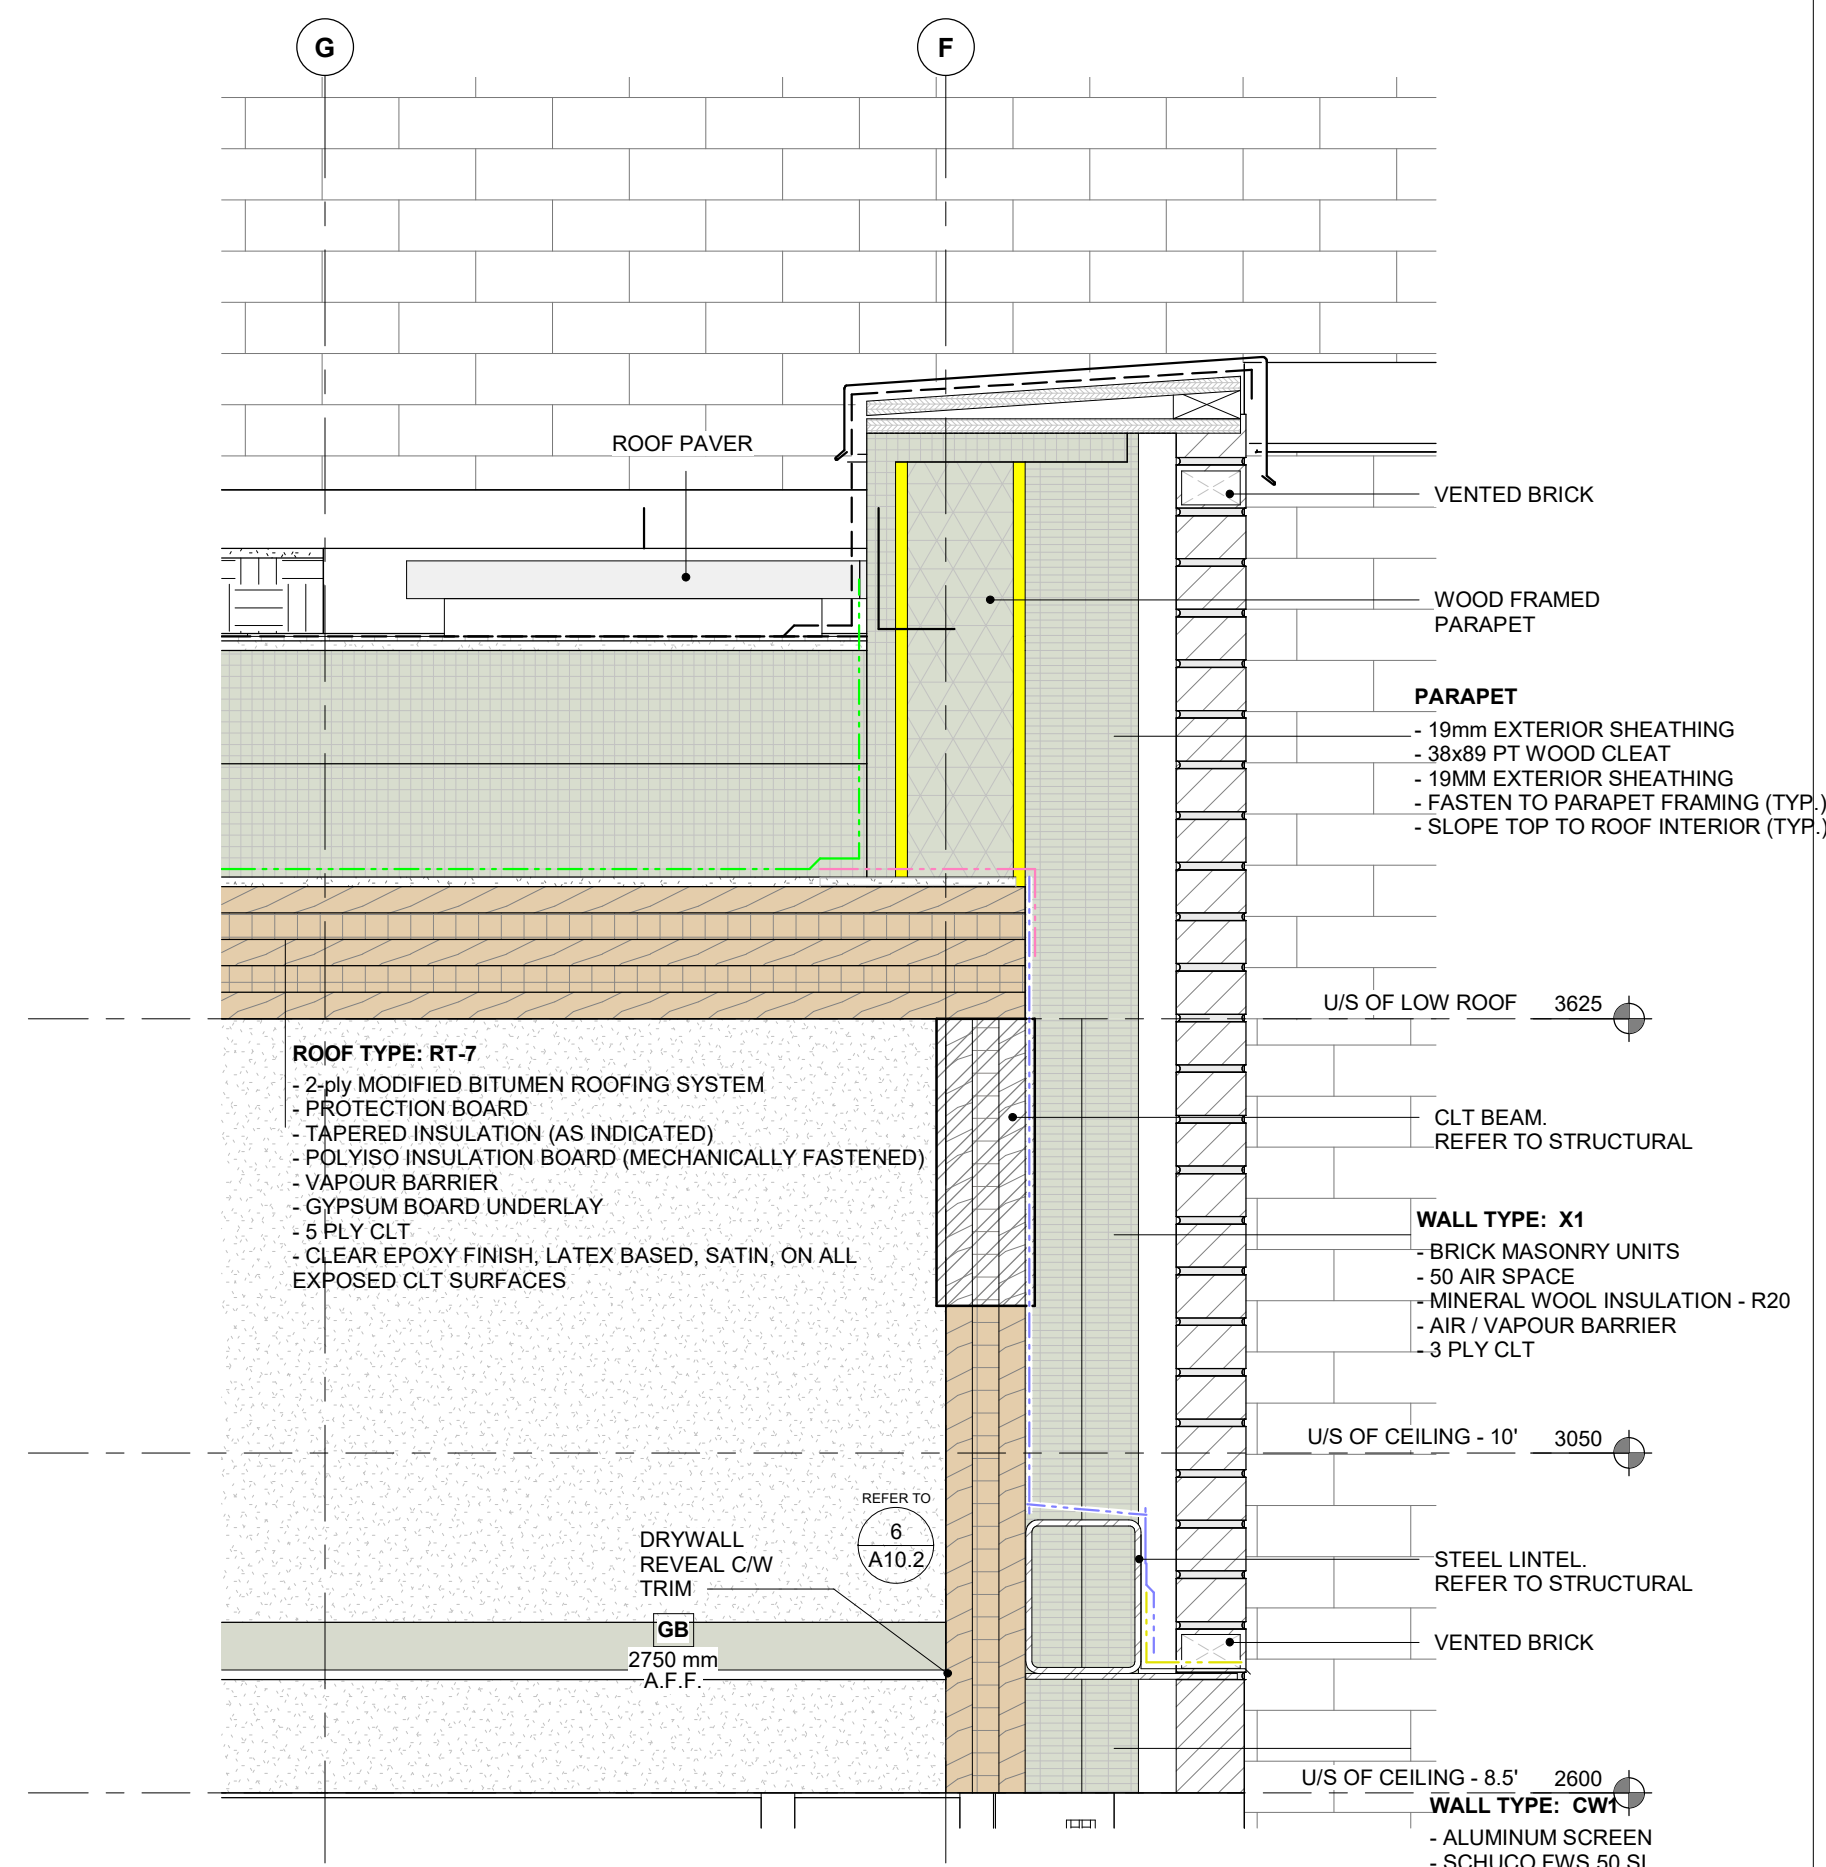 G
F
ROOF PAVER
VENTED BRICK
WOOD FRAMED
PARAPET
PARAPET
- 19mm EXTERIOR SHEATHING
- 38x89 PT WOOD CLEAT
- 19MM EXTERIOR SHEATHING
- FASTEN TO PARAPET FRAMING (TYP.)
- SLOPE TOP TO ROOF INTERIOR (TYP.)
U/S OF LOW ROOF 3625
ROOF TYPE: RT-7
- 2-ply MODIFIED BITUMEN ROOFING SYSTEM
- PROTECTION BOARD
- TAPERED INSULATION (AS INDICATED)
- POLYISO INSULATION BOARD (MECHANICALLY FASTENED)
- VAPOUR BARRIER
- GYPSUM BOARD UNDERLAY
- 5 PLY CLT
- CLEAR EPOXY FINISH, LATEX BASED, SATIN, ON ALL
EXPOSED CLT SURFACES
CLT BEAM.
REFER TO STRUCTURAL
WALL TYPE: X1
- BRICK MASONRY UNITS
- 50 AIR SPACE
- MINERAL WOOL INSULATION - R20
- AIR / VAPOUR BARRIER
- 3 PLY CLT
U/S OF CEILING - 10' 3050
REFER TO
6
A10.2
DRYWALL
REVEAL C/W
TRIM
STEEL LINTEL.
REFER TO STRUCTURAL
GB
2750 mm
A.F.F.
VENTED BRICK
U/S OF CEILING - 8.5' 2600
WALL TYPE: CW1
- ALUMINUM SCREEN
- SCHUCO FWS 50 SI